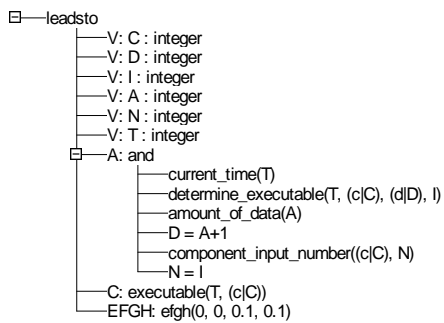 leadsto
V: C : integer
V: D : integer
V: I : integer
V: A : integer
V: N : integer
V: T : integer
A: and
current_time(T)
determine_executable(T, (c|C), (d|D), I)
amount_of_data(A)
D = A+1
component_input_number((c|C), N)
N = I
C: executable(T, (c|C))
EFGH: efgh(0, 0, 0.1, 0.1)